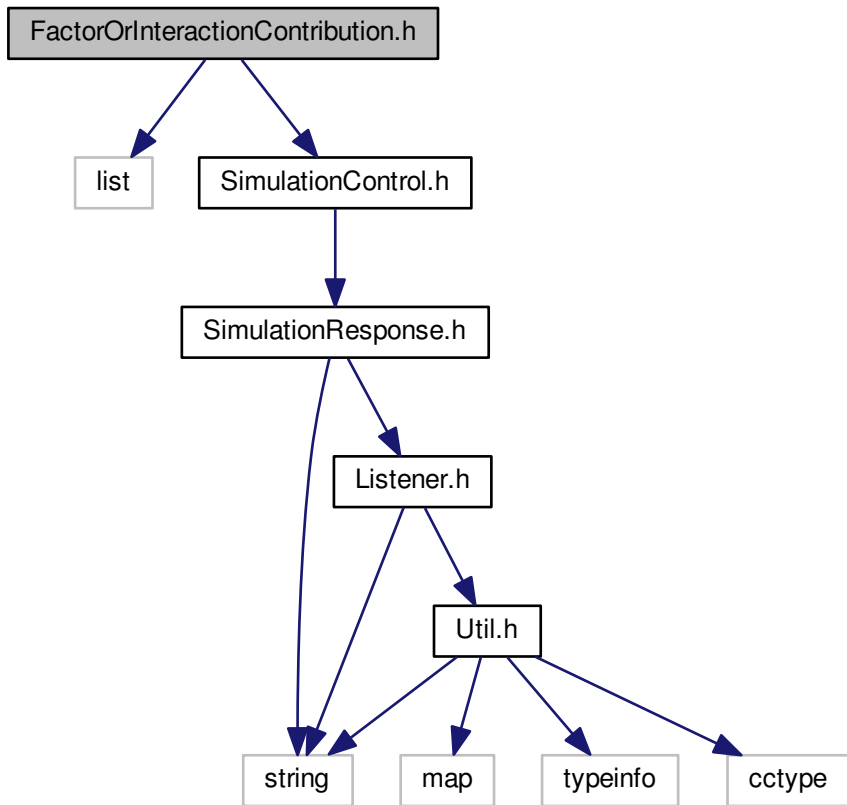 FactorOrInteractionContribution.h
list
SimulationControl.h
SimulationResponse.h
Listener.h
Util.h
string
map
typeinfo
cctype